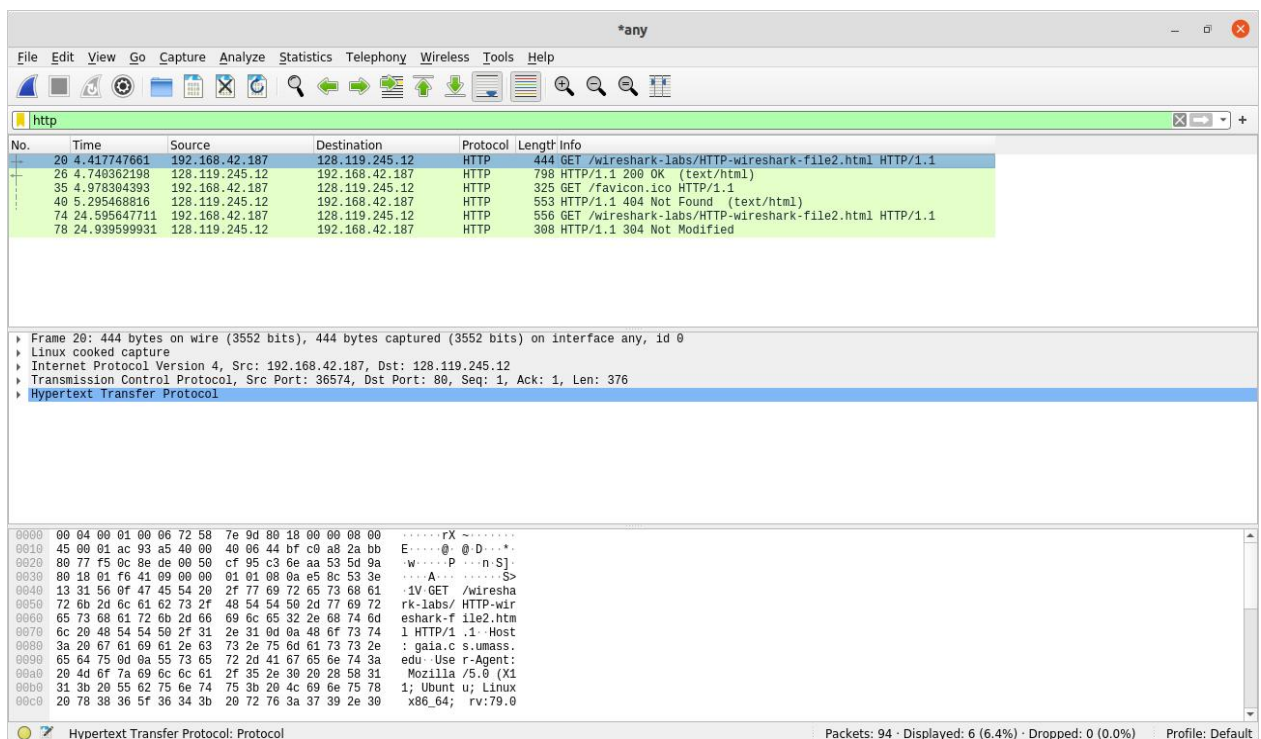 *any
File Edit View Go Capture Analyze Statistics Telephony Wireless Tools Help
http
No. Time Source Destination Protocol Length Info
20 4.417747661 192.168.42.187 128.119.245.12 HTTP 444 GET /wireshark-labs/HTTP-wireshark-file2.html HTTP/1.1
26 4.740362198 128.119.245.12 192.168.42.187 HTTP 798 HTTP/1.1 200 OK (text/html)
35 4.978304393 192.168.42.187 128.119.245.12 HTTP 325 GET /favicon.ico HTTP/1.1
40 5.295468816 128.119.245.12 192.168.42.187 HTTP 553 HTTP/1.1 404 Not Found (text/html)
74 24.595647711 192.168.42.187 128.119.245.12 HTTP 556 GET /wireshark-labs/HTTP-wireshark-file2.html HTTP/1.1
78 24.939599931 128.119.245.12 192.168.42.187 HTTP 308 HTTP/1.1 304 Not Modified
Frame 20: 444 bytes on wire (3552 bits), 444 bytes captured (3552 bits) on interface any, id 0
Linux cooked capture
Internet Protocol Version 4, Src: 192.168.42.187, Dst: 128.119.245.12
Transmission Control Protocol, Src Port: 36574, Dst Port: 80, Seq: 1, Ack: 1, Len: 376
Hypertext Transfer Protocol
0000 00 04 00 01 00 06 72 58 7e 9d 80 18 00 00 08 00 ······rX ~·······
0010 45 00 01 ac 93 a5 40 00 40 06 44 bf c0 a8 2a bb E·····@· @·D···*·
0020 80 77 f5 0c 8e de 00 50 cf 95 c3 6e aa 53 5d 9a ·w·····P ···n·S]·
0030 80 18 01 f6 41 09 00 00 01 01 08 0a e5 8c 53 3e ····A··· ······S>
0040 13 31 56 0f 47 45 54 20 2f 77 69 72 65 73 68 61 ·1V·GET /wiresha
0050 72 6b 2d 6c 61 62 73 2f 48 54 54 50 2d 77 69 72 rk-labs/ HTTP-wir
0060 65 73 68 61 72 6b 2d 66 69 6c 65 32 2e 68 74 6d eshark-f ile2.htm
0070 6c 20 48 54 54 50 2f 31 2e 31 0d 0a 48 6f 73 74 l HTTP/1 .1··Host
0080 3a 20 67 61 69 61 2e 63 73 2e 75 6d 61 73 73 2e : gaia.c s.umass.
0090 65 64 75 0d 0a 55 73 65 72 2d 41 67 65 6e 74 3a edu··Use r-Agent:
00a0 20 4d 6f 7a 69 6c 6c 61 2f 35 2e 30 20 28 58 31 Mozilla /5.0 (X1
00b0 31 3b 20 55 62 75 6e 74 75 3b 20 4c 69 6e 75 78 1; Ubunt u; Linux
00c0 20 78 38 36 5f 36 34 3b 20 72 76 3a 37 39 2e 30 x86_64; rv:79.0
Hypertext Transfer Protocol: Protocol Packets: 94 · Displayed: 6 (6.4%) · Dropped: 0 (0.0%) Profile: Default